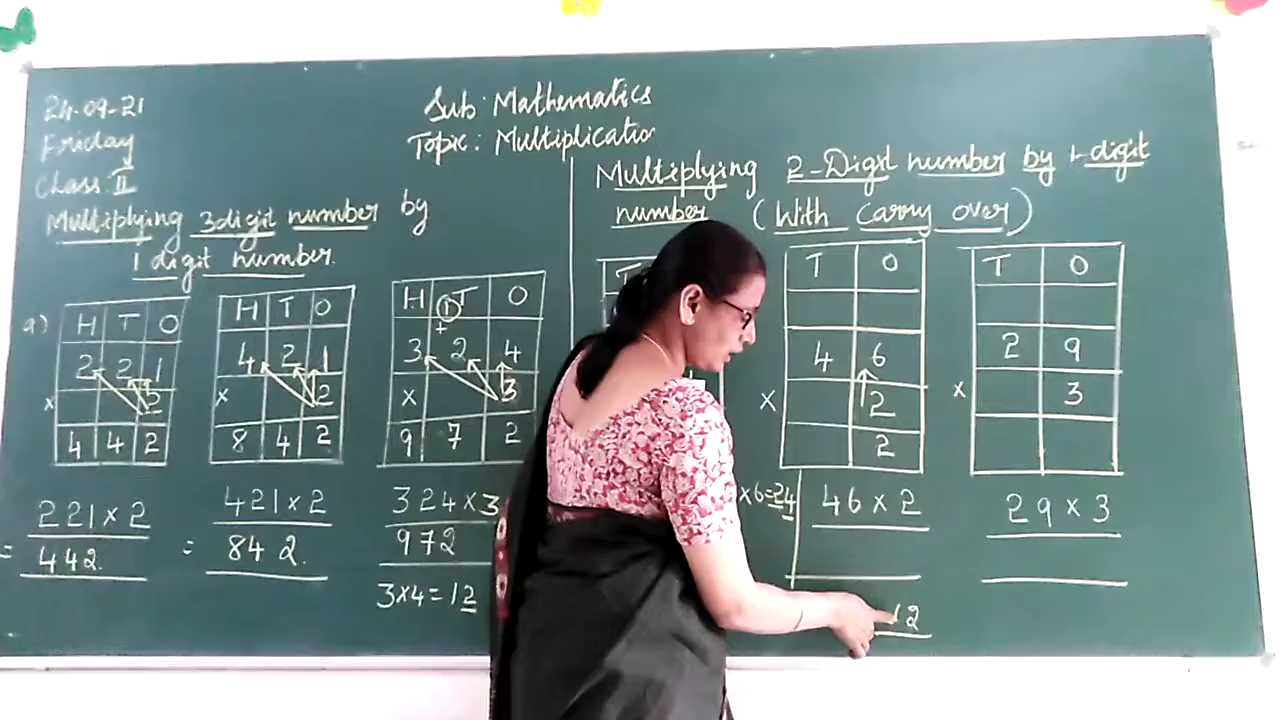 24-09-21
Friday
Class: II
Sub: Mathematics
Topic: Multiplication
Multiplying 3digit number by
1 digit number.
a)
H T O
2 2 1
x 2
4 4 2
221 x 2
= 442.
H T O
4 2 1
x 2
8 4 2
421 x 2
= 842.
H T O
1
+
3 2 4
x 3
9 7 2
324 x 3
972
3x4=12
Multiplying 2-Digit number by 1-digit
number (With carry over)
T
x6=24
T O
4 6
x 2
2
46 x 2
12
T O
2 9
x 3
29 x 3